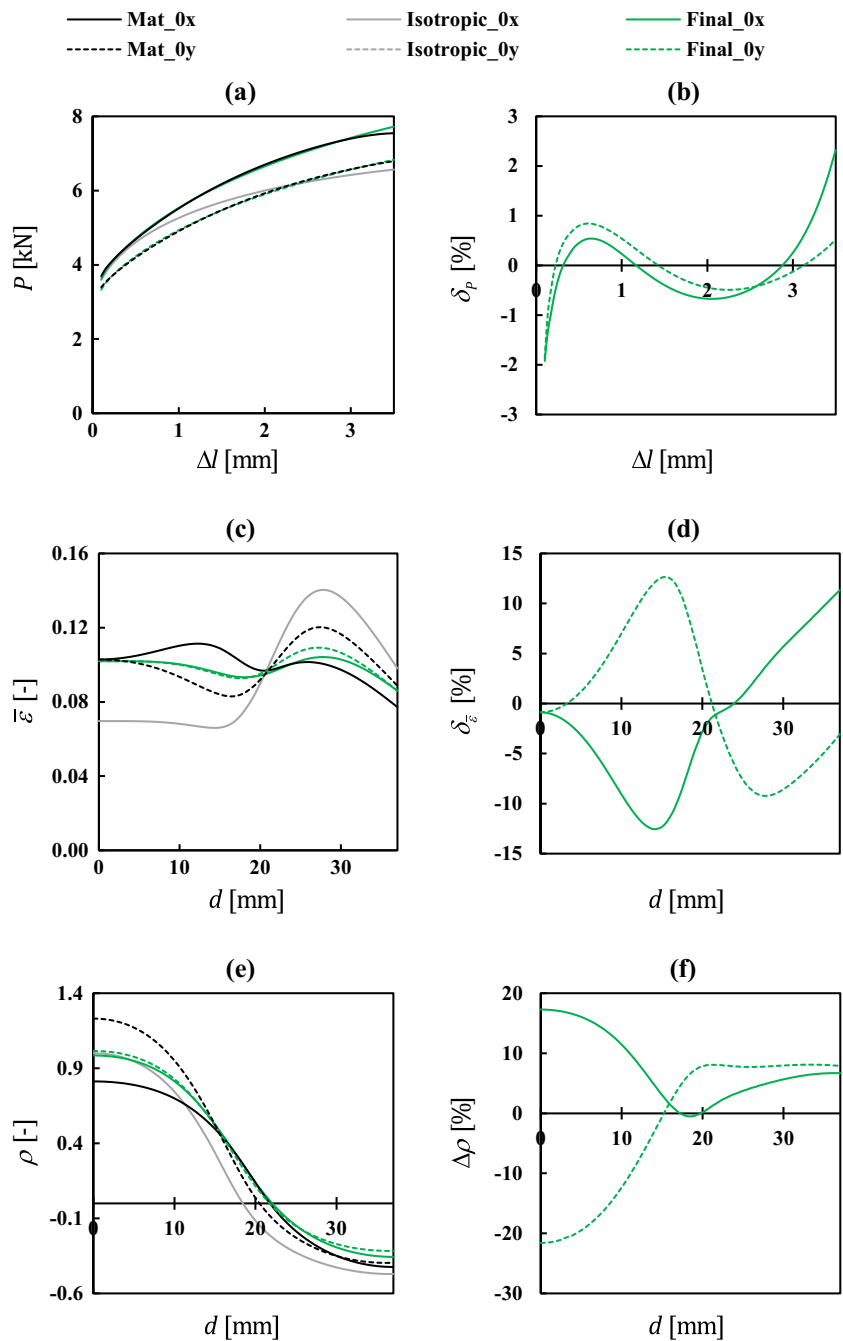 Mat_0x Isotropic_0x Final_0x
Mat_0y Isotropic_0y Final_0y
(a)
8
6
4
2
0
P [kN]
0 1 2 3
Δl [mm]
(b)
3
2
1
0
-1
-2
-3
δP [%]
0 1 2 3
Δl [mm]
(c)
0.16
0.12
0.08
0.04
0.00
ε̅ [-]
0 10 20 30
d [mm]
(d)
15
10
5
0
-5
-10
-15
δε̅ [%]
0 10 20 30
d [mm]
(e)
1.4
0.9
0.4
-0.1
-0.6
ρ [-]
0 10 20 30
d [mm]
(f)
20
10
0
-10
-20
-30
Δρ [%]
0 10 20 30
d [mm]